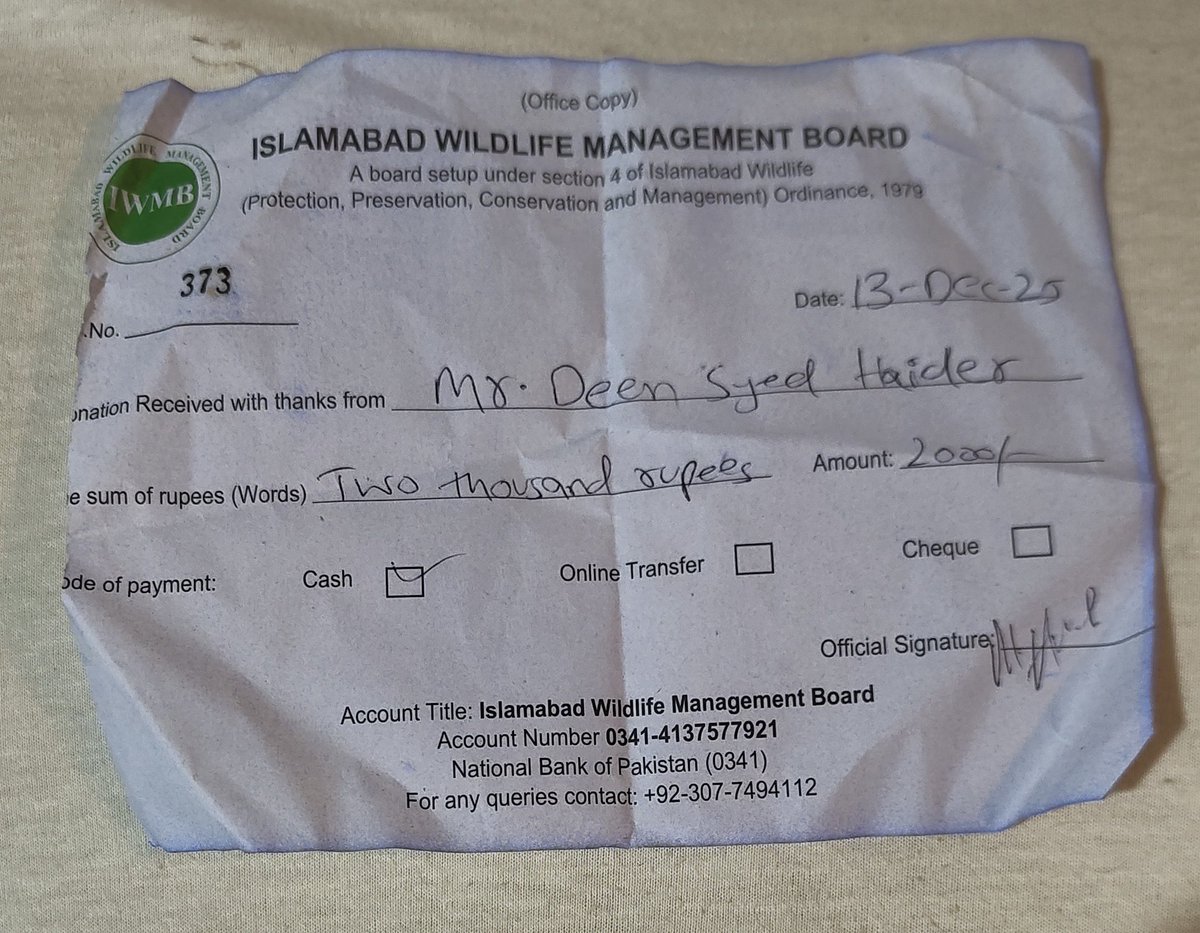 (Office Copy)
ISLAMABAD WILDLIFE MANAGEMENT BOARD
A board setup under section 4 of Islamabad Wildlife
(Protection, Preservation, Conservation and Management) Ordinance, 1979
ISLAMABAD WILDLIFE MANAGEMENT BOARD
IWMB
373
.No.
Date: 13-Dec-25
onation Received with thanks from Mr. Deen Syed Haider
e sum of rupees (Words) Two thousand rupees Amount: 2000/-
ode of payment: Cash Online Transfer Cheque
Official Signature:
Account Title: Islamabad Wildlife Management Board
Account Number 0341-4137577921
National Bank of Pakistan (0341)
For any queries contact: +92-307-7494112